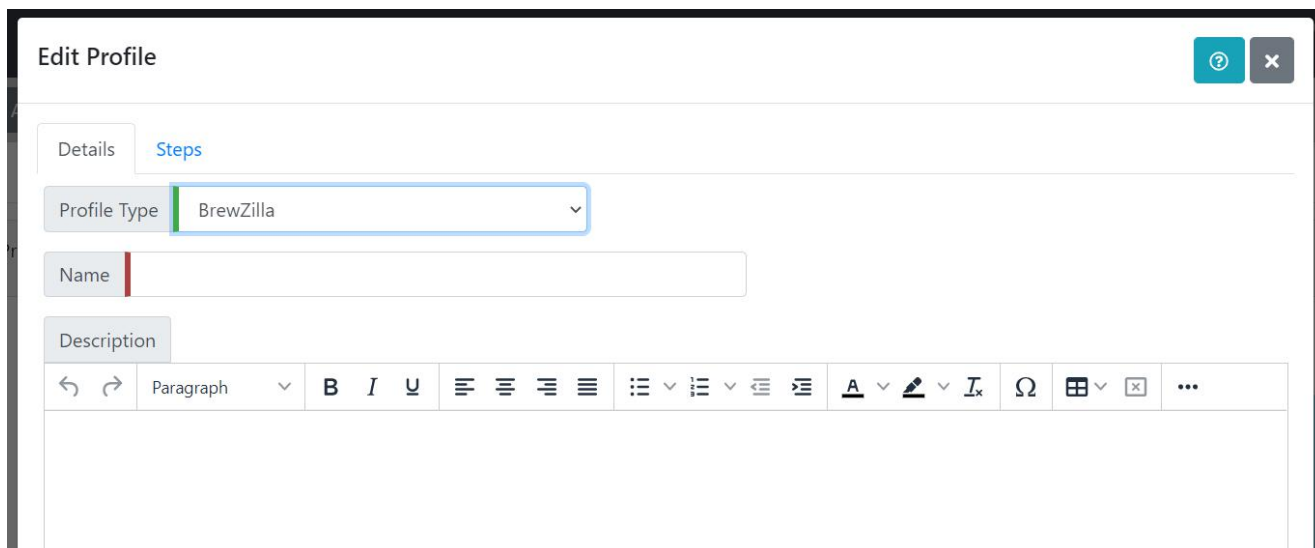 Edit Profile
Details Steps
Profile Type BrewZilla
Name
Description
Paragraph B I U A Ω